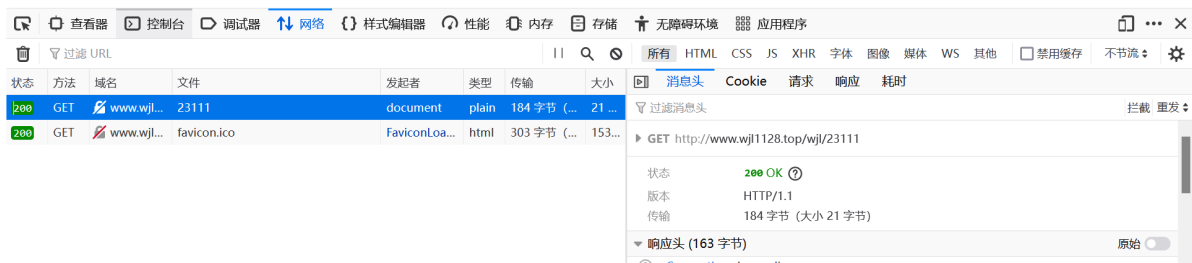 查看器 控制台 调试器 网络 {} 样式编辑器 性能 内存 存储 无障碍环境 应用程序
过滤 URL 所有 HTML CSS JS XHR 字体 图像 媒体 WS 其他 禁用缓存 不节流
状态 方法 域名 文件 发起者 类型 传输 大小 消息头 Cookie 请求 响应 耗时
200 GET www.wjl... 23111 document plain 184 字节 (... 21 ...
过滤消息头 拦截 重发
200 GET www.wjl... favicon.ico FaviconLoa... html 303 字节 (... 153...
GET http://www.wjl1128.top/wjl/23111
状态 200 OK
版本 HTTP/1.1
传输 184 字节 (大小 21 字节)
响应头 (163 字节) 原始